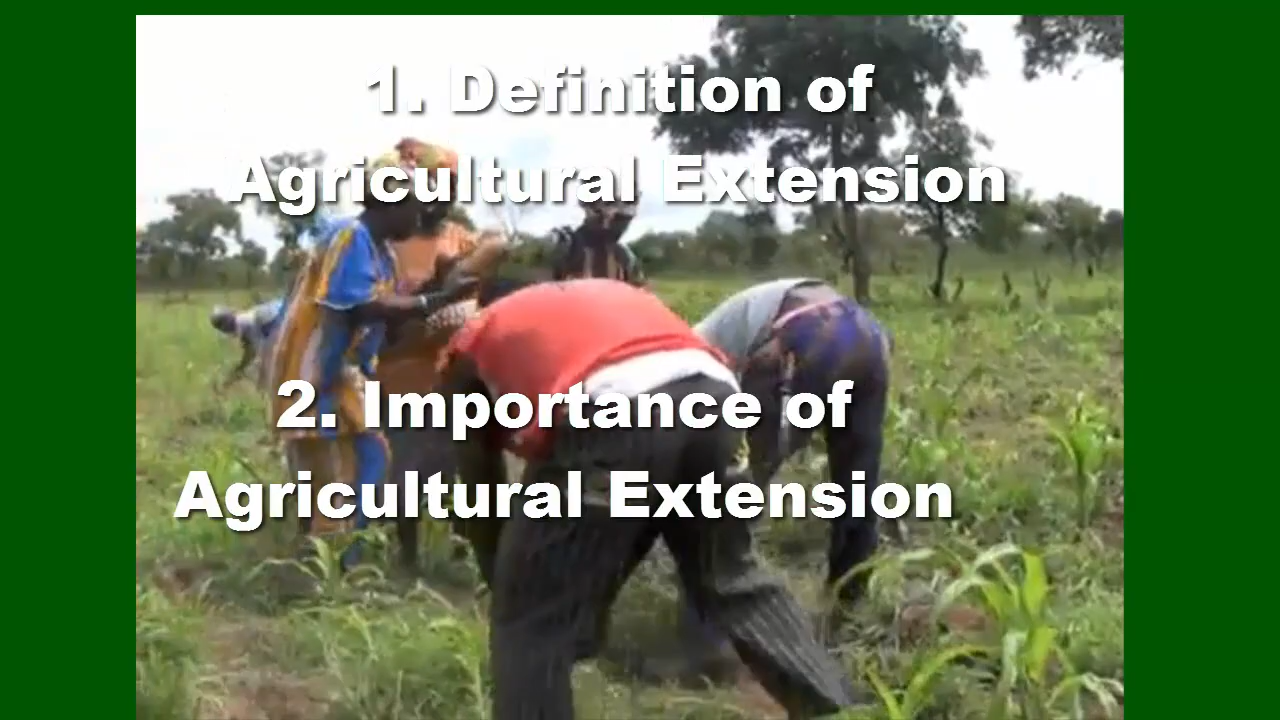 1. Definition of
Agricultural Extension
2. Importance of
Agricultural Extension